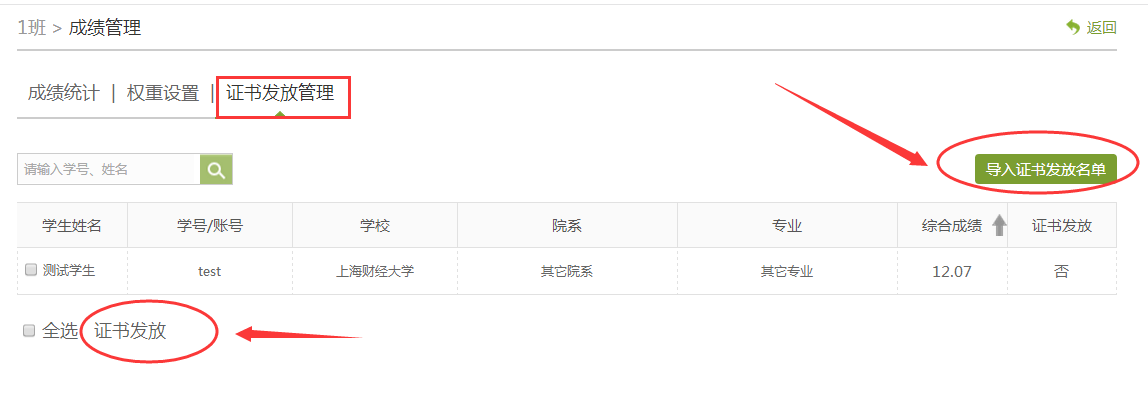 1班 > 成绩管理 返回
成绩统计 | 权重设置 | 证书发放管理
请输入学号、姓名 导入证书发放名单
学生姓名 学号/账号 学校 院系 专业 综合成绩 证书发放
测试学生 test 上海财经大学 其它院系 其它专业 12.07 否
全选 证书发放